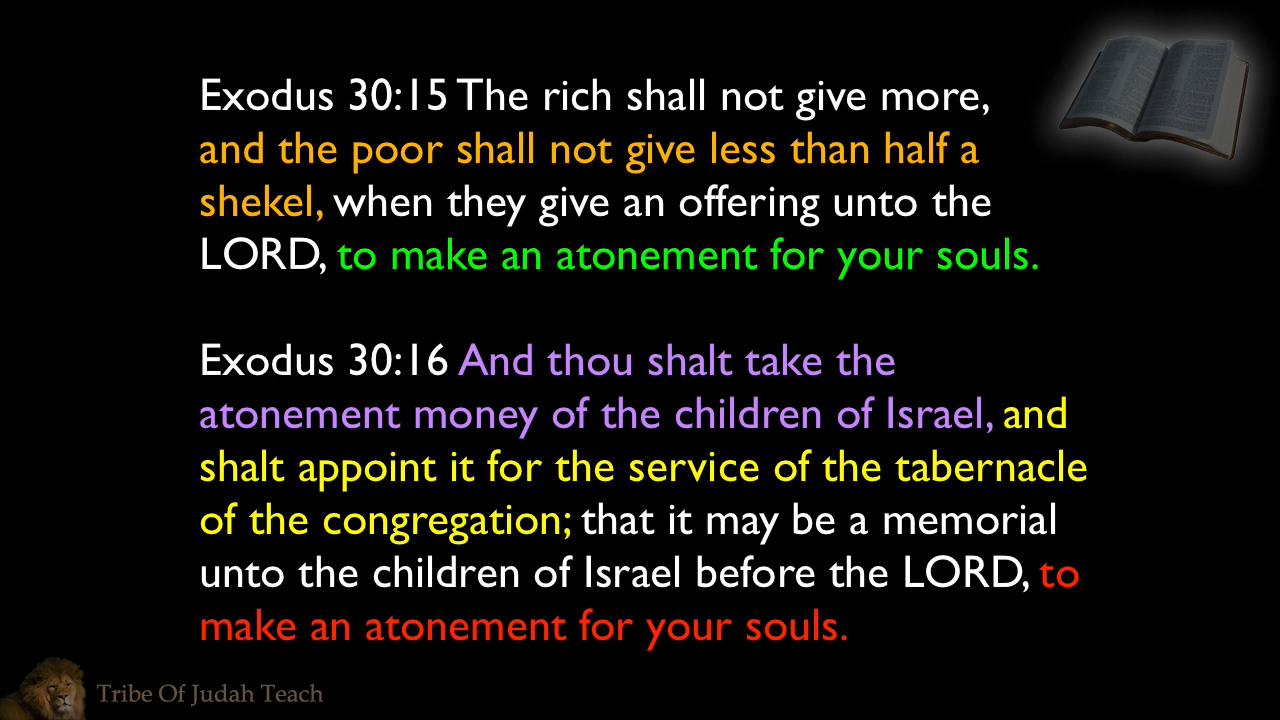 Exodus 30:15 The rich shall not give more,
and the poor shall not give less than half a
shekel, when they give an offering unto the
LORD, to make an atonement for your souls.
Exodus 30:16 And thou shalt take the
atonement money of the children of Israel, and
shalt appoint it for the service of the tabernacle
of the congregation; that it may be a memorial
unto the children of Israel before the LORD, to
make an atonement for your souls.
Tribe Of Judah Teach